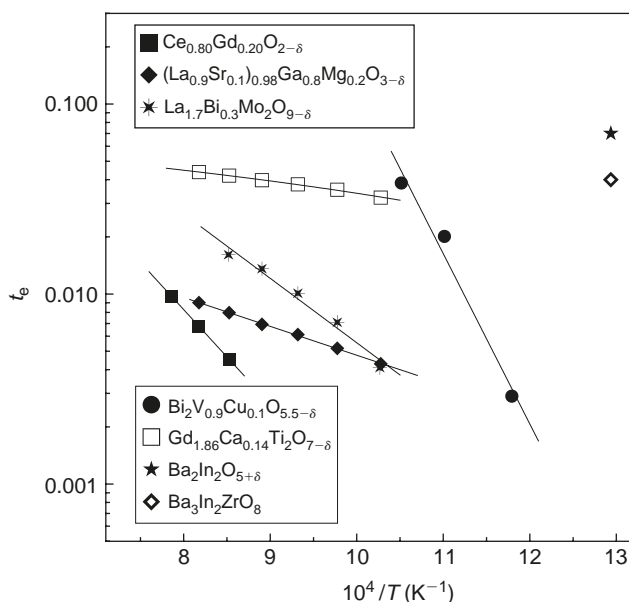 Ce0.80Gd0.20O2−δ
(La0.9Sr0.1)0.98Ga0.8Mg0.2O3−δ
La1.7Bi0.3Mo2O9−δ
0.100
0.010
0.001
te
Bi2V0.9Cu0.1O5.5−δ
Gd1.86Ca0.14Ti2O7−δ
Ba2In2O5+δ
Ba3In2ZrO8
8 9 10 11 12 13
10^4/T (K^−1)